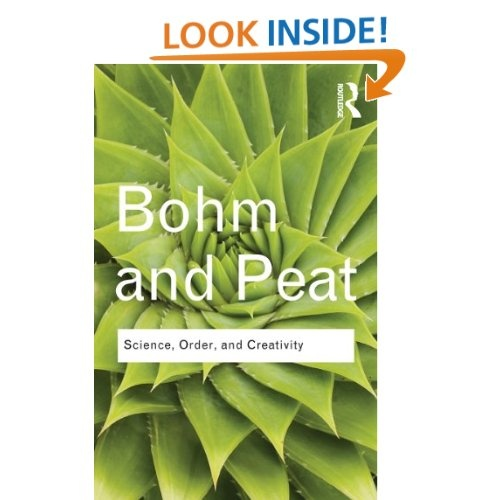 LOOK INSIDE!
ROUTLEDGE
Bohm
and Peat
Science, Order, and Creativity